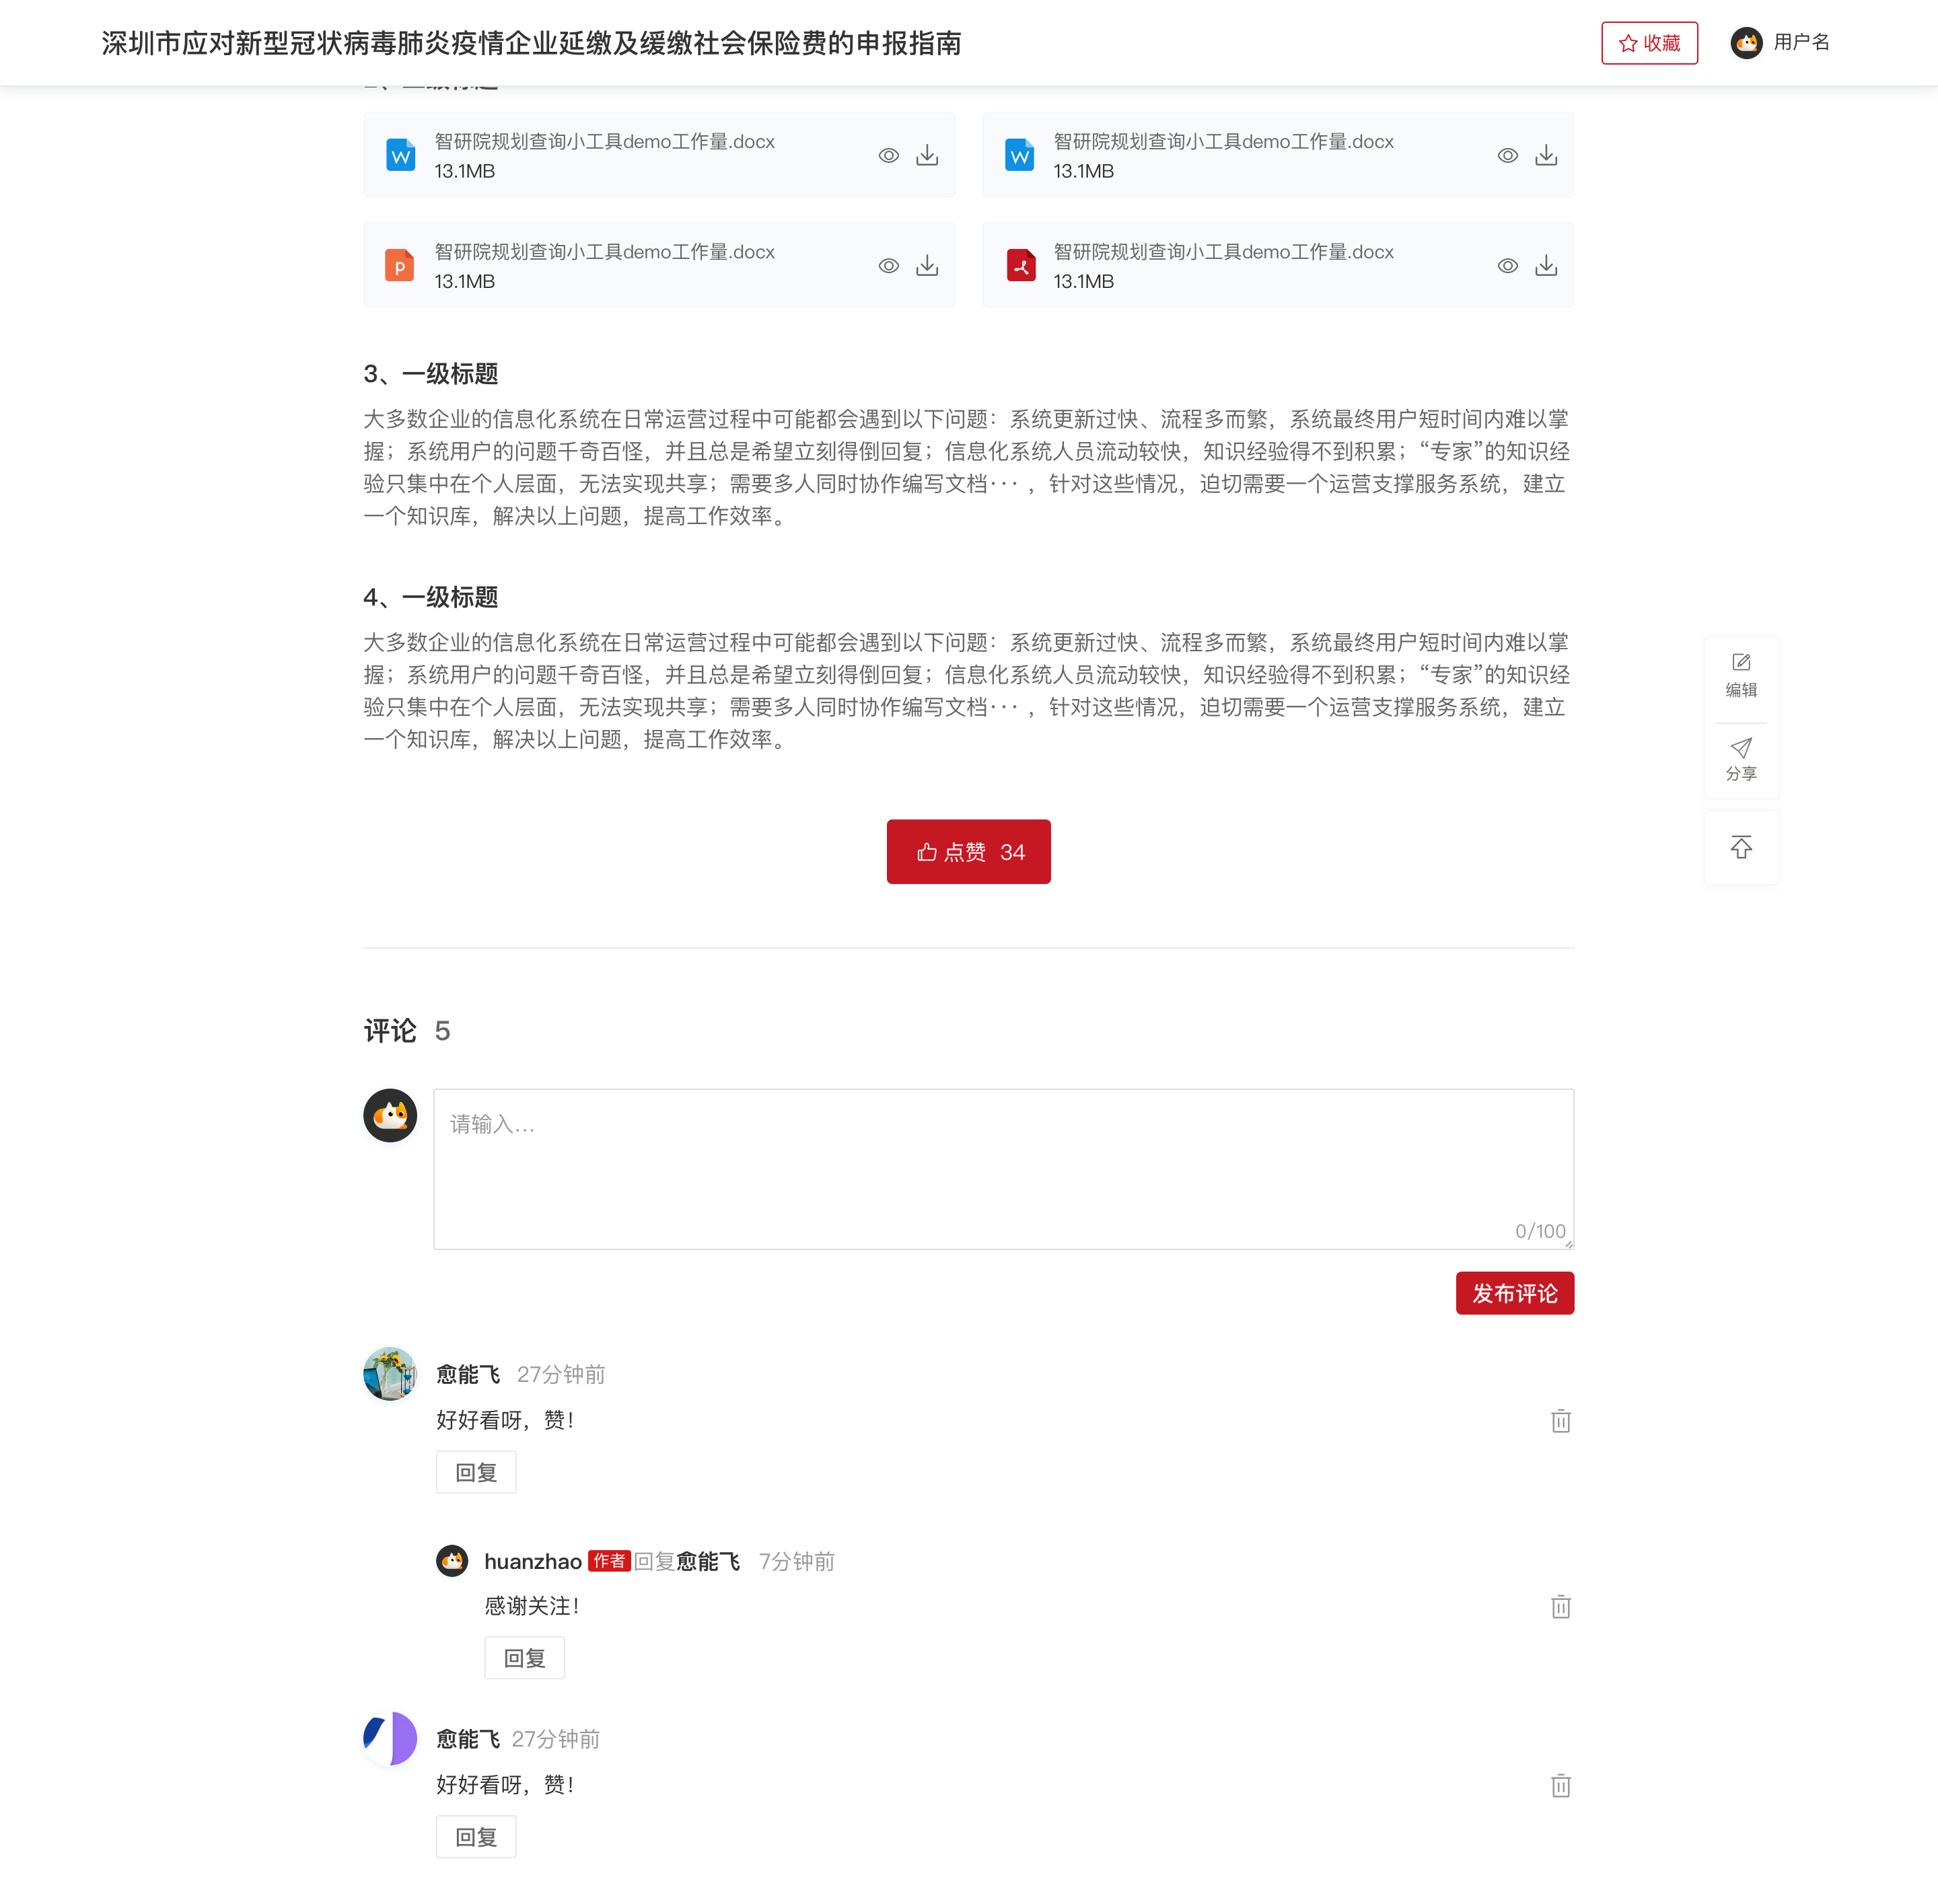 深圳市应对新型冠状病毒肺炎疫情企业延缴及缓缴社会保险费的申报指南
收藏
用户名
智研院规划查询小工具demo工作量.docx
13.1MB
智研院规划查询小工具demo工作量.docx
13.1MB
智研院规划查询小工具demo工作量.docx
13.1MB
智研院规划查询小工具demo工作量.docx
13.1MB
3、一级标题
大多数企业的信息化系统在日常运营过程中可能都会遇到以下问题：系统更新过快、流程多而繁，系统最终用户短时间内难以掌
握；系统用户的问题千奇百怪，并且总是希望立刻得倒回复；信息化系统人员流动较快，知识经验得不到积累；“专家”的知识经
验只集中在个人层面，无法实现共享；需要多人同时协作编写文档··· ，针对这些情况，迫切需要一个运营支撑服务系统，建立
一个知识库，解决以上问题，提高工作效率。
4、一级标题
大多数企业的信息化系统在日常运营过程中可能都会遇到以下问题：系统更新过快、流程多而繁，系统最终用户短时间内难以掌
握；系统用户的问题千奇百怪，并且总是希望立刻得倒回复；信息化系统人员流动较快，知识经验得不到积累；“专家”的知识经
验只集中在个人层面，无法实现共享；需要多人同时协作编写文档··· ，针对这些情况，迫切需要一个运营支撑服务系统，建立
一个知识库，解决以上问题，提高工作效率。
编辑
分享
点赞 34
评论 5
请输入...
0/100
发布评论
愈能飞 27分钟前
好好看呀，赞！
回复
huanzhao 作者 回复愈能飞 7分钟前
感谢关注！
回复
愈能飞 27分钟前
好好看呀，赞！
回复